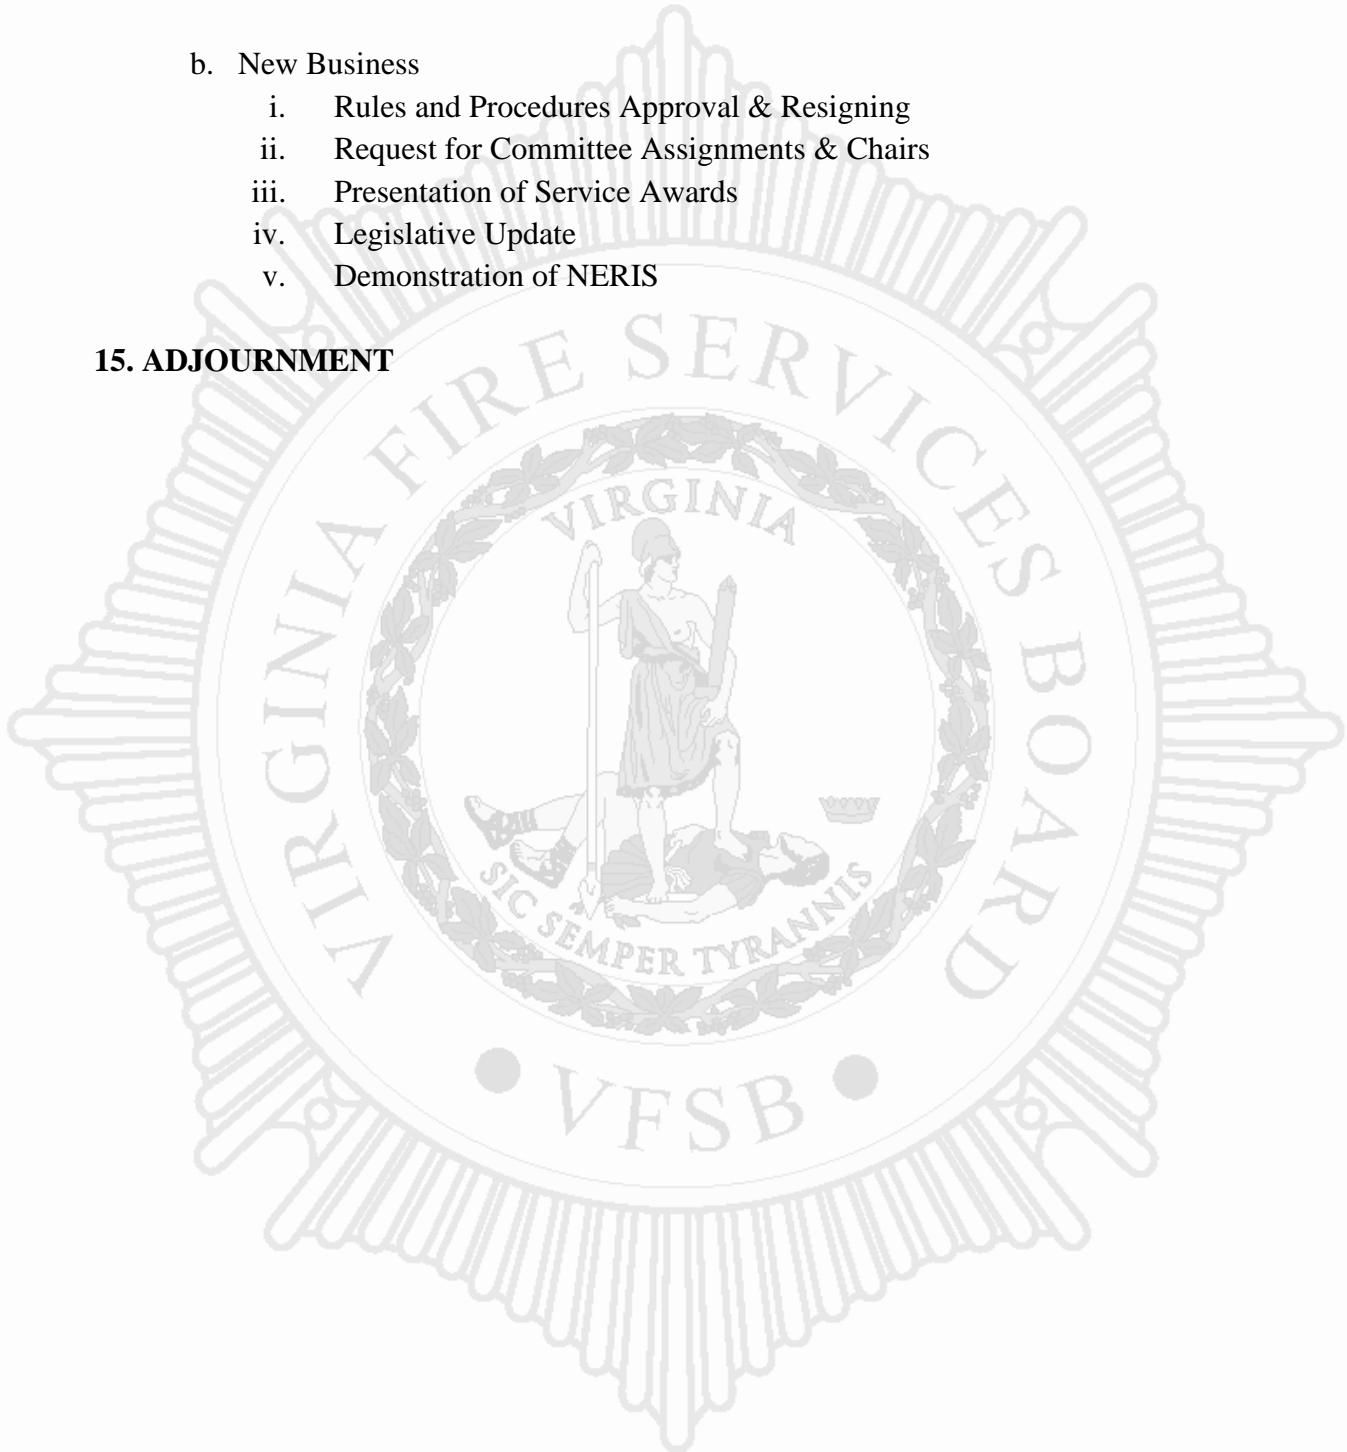 b. New Business
i. Rules and Procedures Approval & Resigning
ii. Request for Committee Assignments & Chairs
iii. Presentation of Service Awards
iv. Legislative Update
v. Demonstration of NERIS
15. ADJOURNMENT
VIRGINIA FIRE SERVICES BOARD
VIRGINIA
SIC SEMPER TYRANNIS
• VFSB •